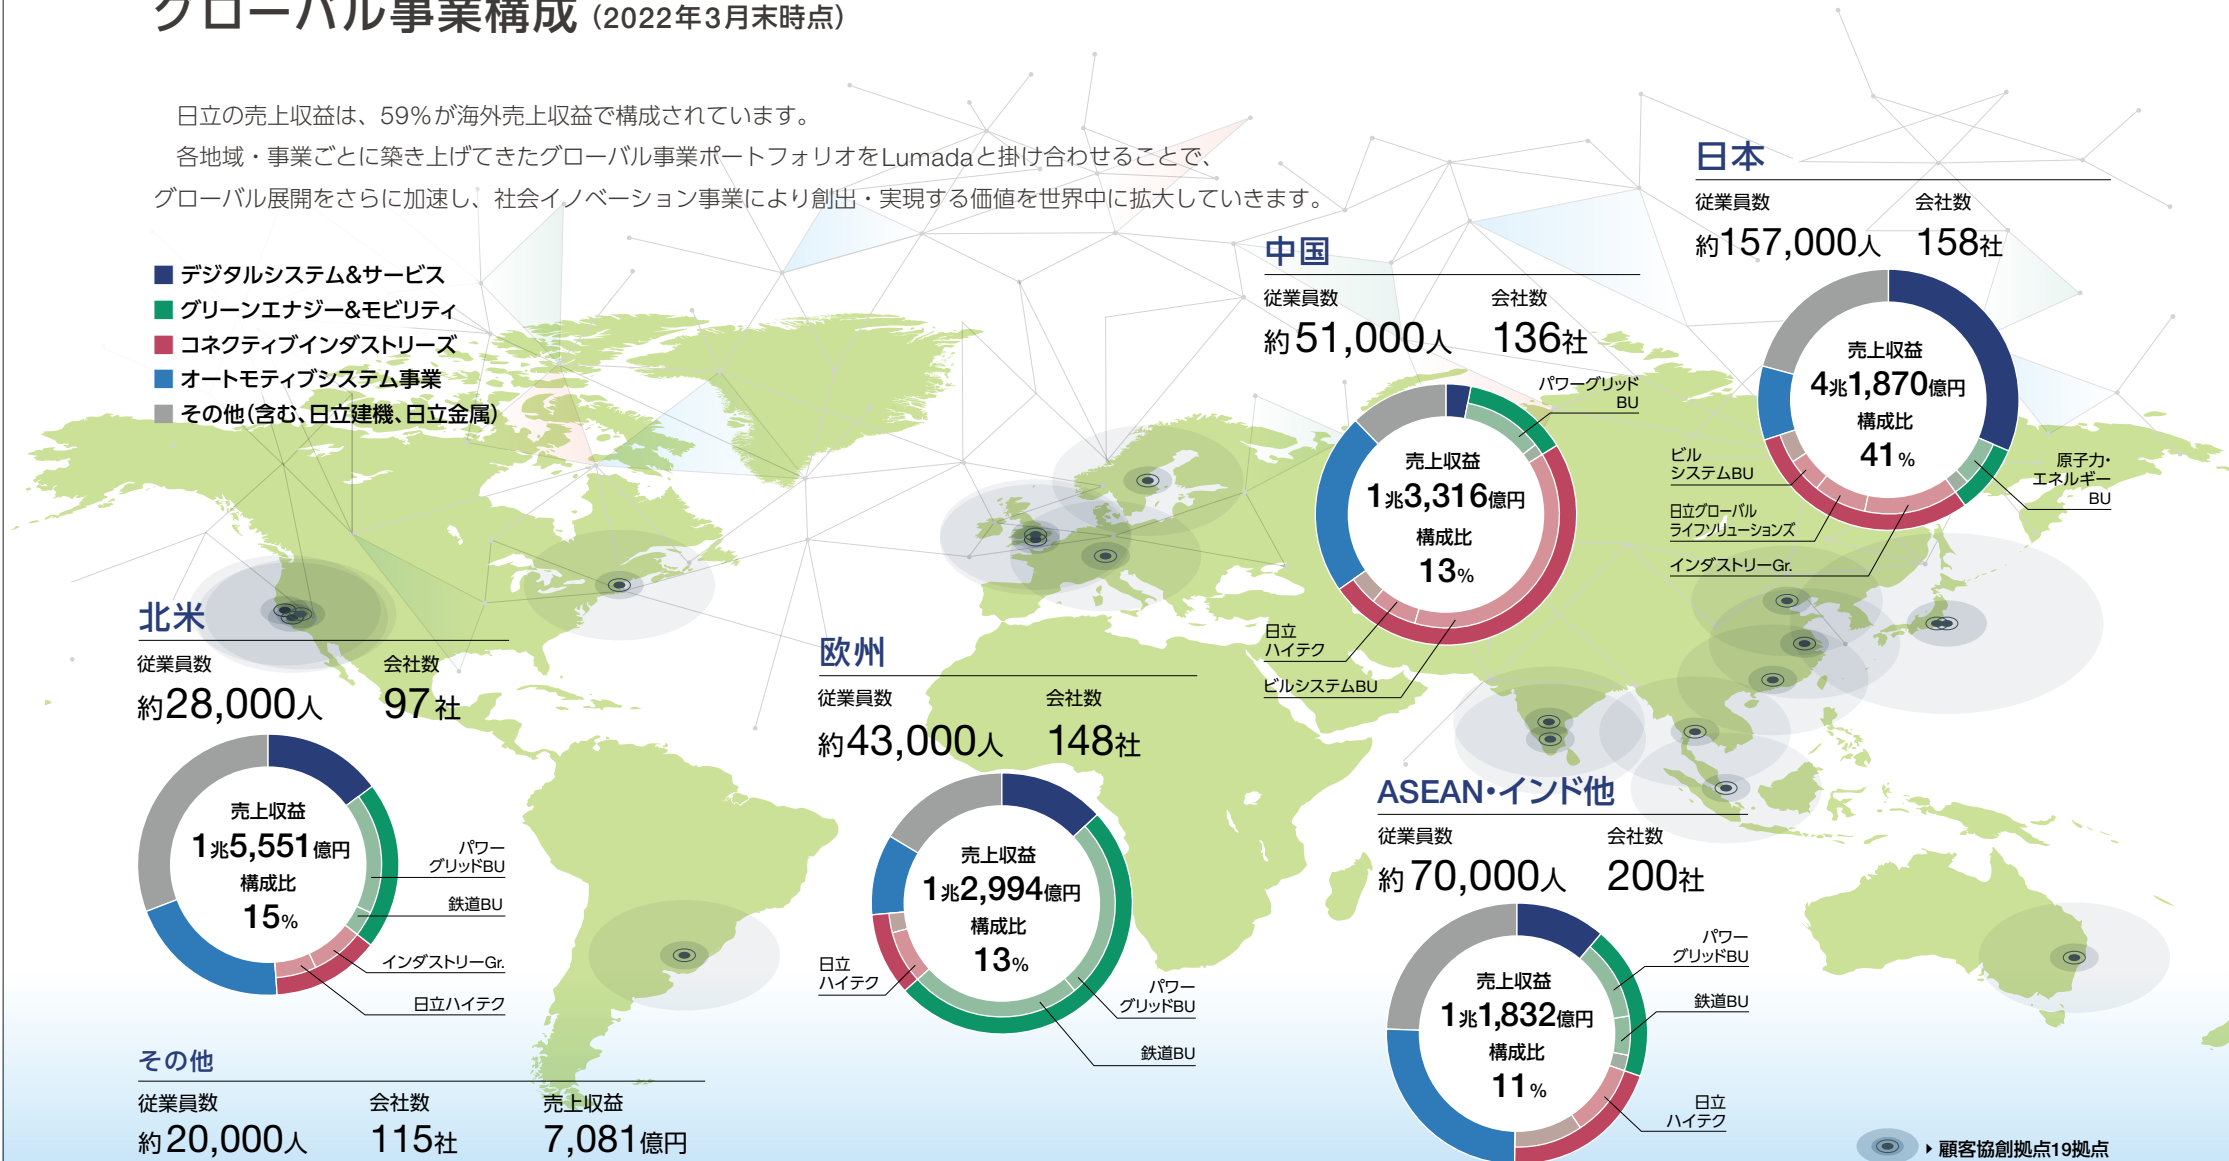 グローバル事業構成（2022年3月末時点）
日立の売上収益は、59%が海外売上収益で構成されています。
各地域・事業ごとに築き上げてきたグローバル事業ポートフォリオをLumadaと掛け合わせることで、
グローバル展開をさらに加速し、社会イノベーション事業により創出・実現する価値を世界中に拡大していきます。
デジタルシステム&サービス
グリーンエナジー&モビリティ
コネクティブインダストリーズ
オートモティブシステム事業
その他(含む、日立建機、日立金属)
日本
従業員数 会社数
約157,000人 158社
売上収益
4兆1,870億円
構成比
41%
ビル
システムBU
日立グローバル
ライフソリューションズ
インダストリーGr.
原子力・
エネルギー
BU
中国
従業員数 会社数
約51,000人 136社
パワーグリッド
BU
売上収益
1兆3,316億円
構成比
13%
日立
ハイテク
ビルシステムBU
北米
従業員数 会社数
約28,000人 97社
売上収益
1兆5,551億円
構成比
15%
パワー
グリッドBU
鉄道BU
インダストリーGr.
日立ハイテク
欧州
従業員数 会社数
約43,000人 148社
売上収益
1兆2,994億円
構成比
13%
日立
ハイテク
パワー
グリッドBU
鉄道BU
ASEAN・インド他
従業員数 会社数
約70,000人 200社
売上収益
1兆1,832億円
構成比
11%
パワー
グリッドBU
鉄道BU
日立
ハイテク
その他
従業員数 会社数 売上収益
約20,000人 115社 7,081億円
顧客協創拠点19拠点